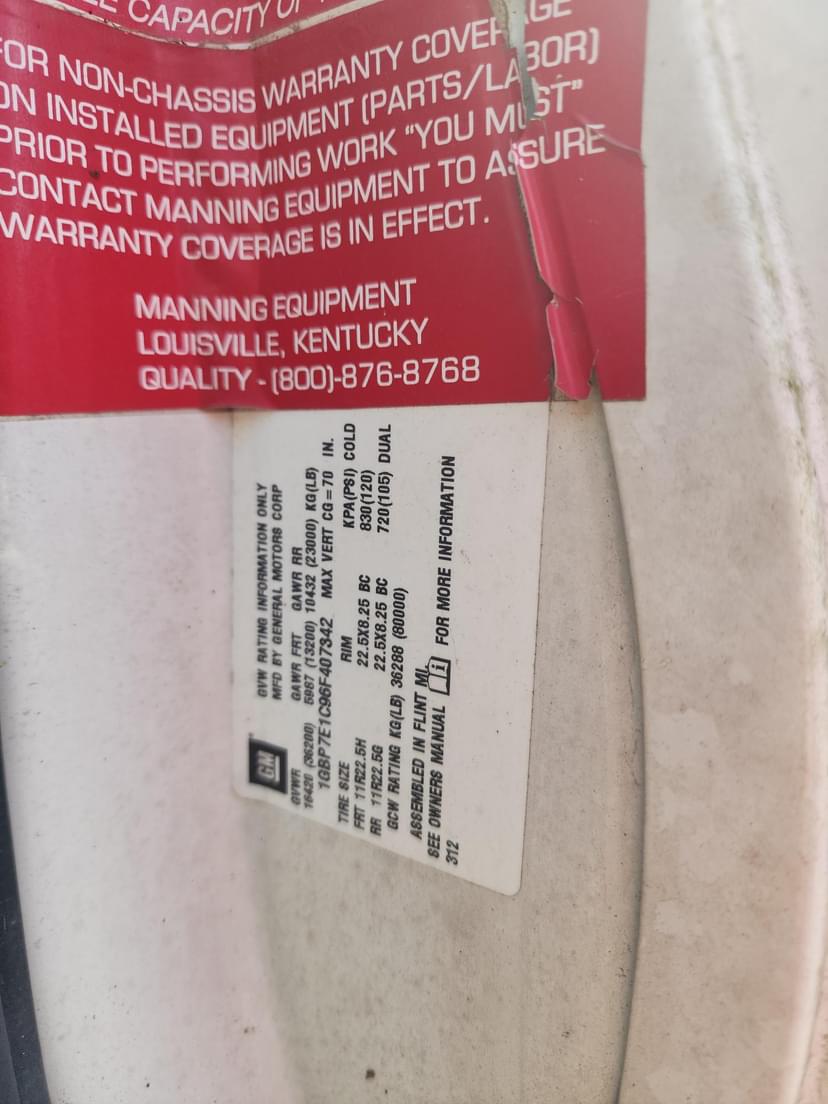 CAPACITY OF
FOR NON-CHASSIS WARRANTY COVERAGE
ON INSTALLED EQUIPMENT (PARTS/LABOR)
PRIOR TO PERFORMING WORK “YOU MUST”
CONTACT MANNING EQUIPMENT TO ASSURE
WARRANTY COVERAGE IS IN EFFECT.
MANNING EQUIPMENT
LOUISVILLE, KENTUCKY
QUALITY - (800)-876-8768
GM
GVW RATING INFORMATION ONLY
MFD BY GENERAL MOTORS CORP
GVWR GAWR FRT GAWR RR
16420 (36200) 5987 (13200) 10432 (23000) KG(LB)
1GBP7E1C96F407342 MAX VERT CG=70 IN.
TIRE SIZE RIM KPA(PSI) COLD
FRT 11R22.5H 22.5X8.25 BC 830(120)
RR 11R22.5G 22.5X8.25 BC 720(105) DUAL
GCW RATING KG(LB) 36288 (80000)
ASSEMBLED IN FLINT MI.
SEE OWNERS MANUAL i FOR MORE INFORMATION
312